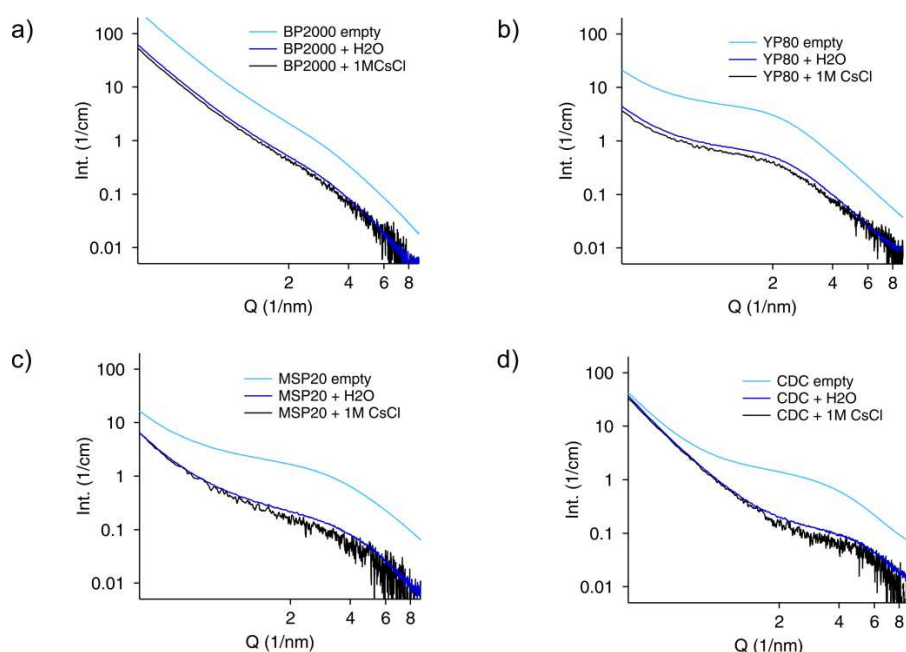 a)
100
10
1
0.1
0.01
Int. (1/cm)
BP2000 empty
BP2000 + H2O
BP2000 + 1MCsCl
2
4
6
8
Q (1/nm)
b)
100
10
1
0.1
0.01
Int. (1/cm)
YP80 empty
YP80 + H2O
YP80 + 1M CsCl
2
4
6
8
Q (1/nm)
c)
100
10
1
0.1
0.01
Int. (1/cm)
MSP20 empty
MSP20 + H2O
MSP20 + 1M CsCl
2
4
6
8
Q (1/nm)
d)
100
10
1
0.1
0.01
Int. (1/cm)
CDC empty
CDC + H2O
CDC + 1M CsCl
2
4
6
8
Q (1/nm)